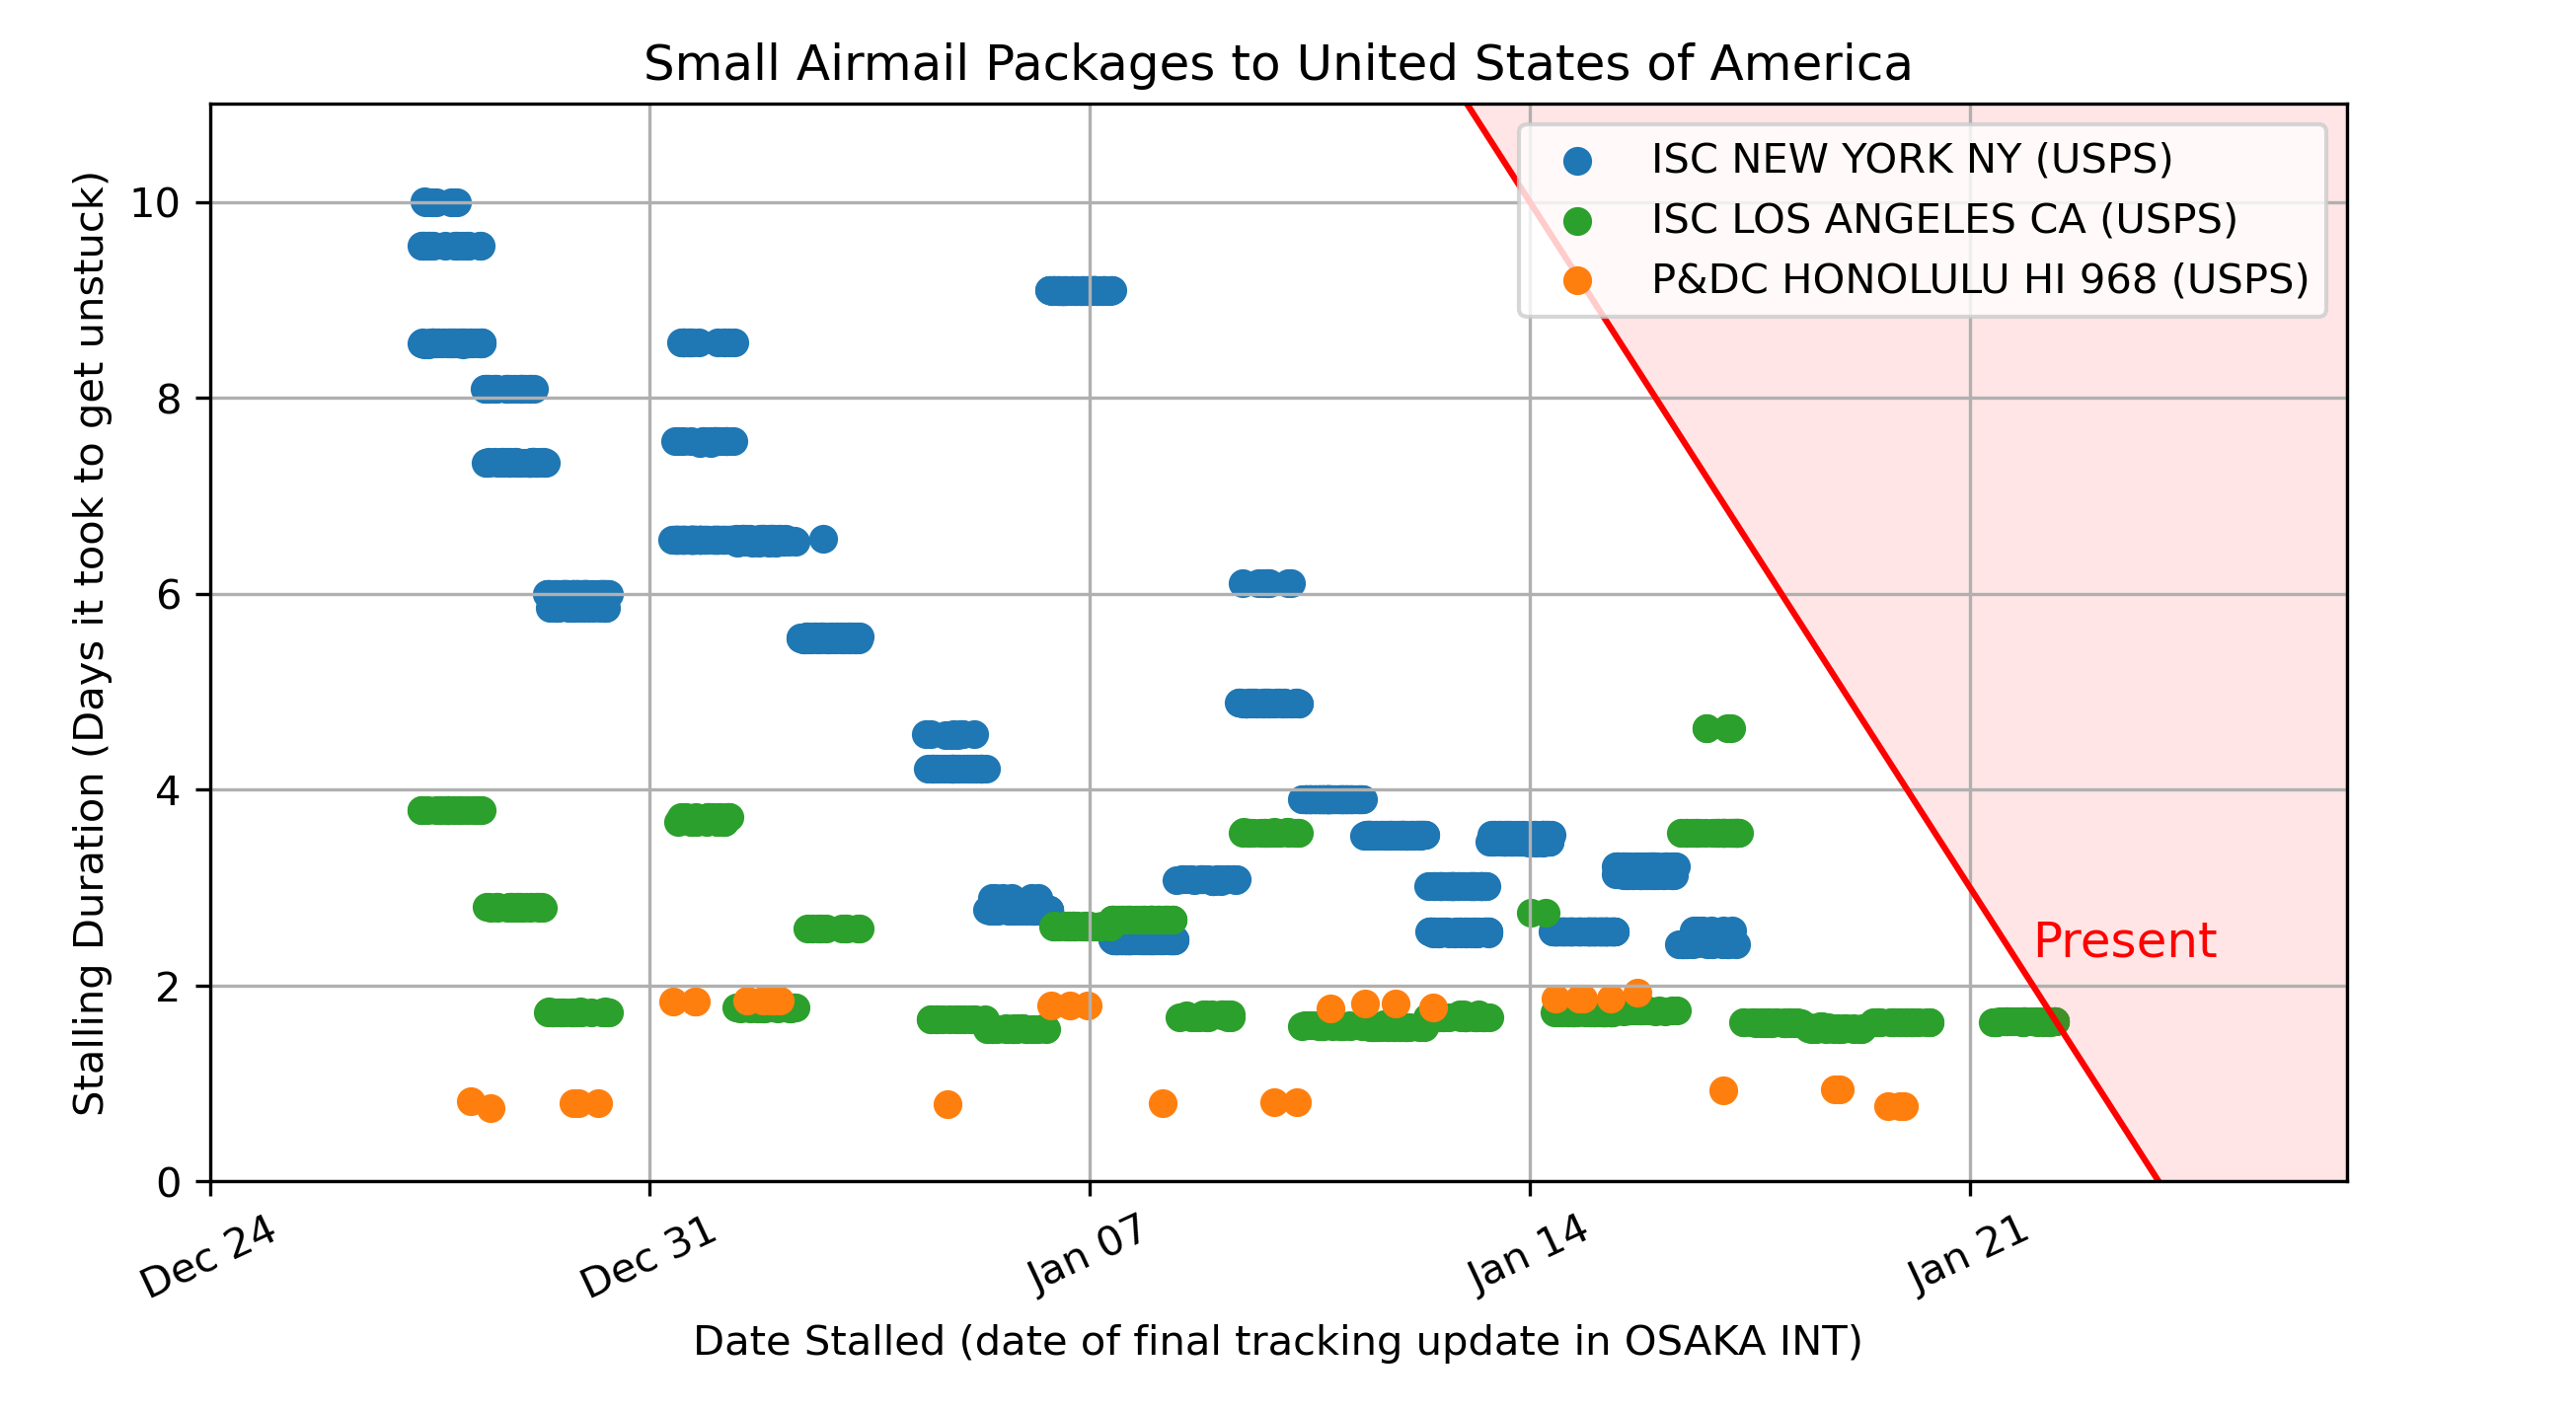 Small Airmail Packages to United States of America
ISC NEW YORK NY (USPS)
ISC LOS ANGELES CA (USPS)
P&DC HONOLULU HI 968 (USPS)
Stalling Duration (Days it took to get unstuck)
10
8
6
4
2
0
Present
Dec 24
Dec 31
Jan 07
Jan 14
Jan 21
Date Stalled (date of final tracking update in OSAKA INT)